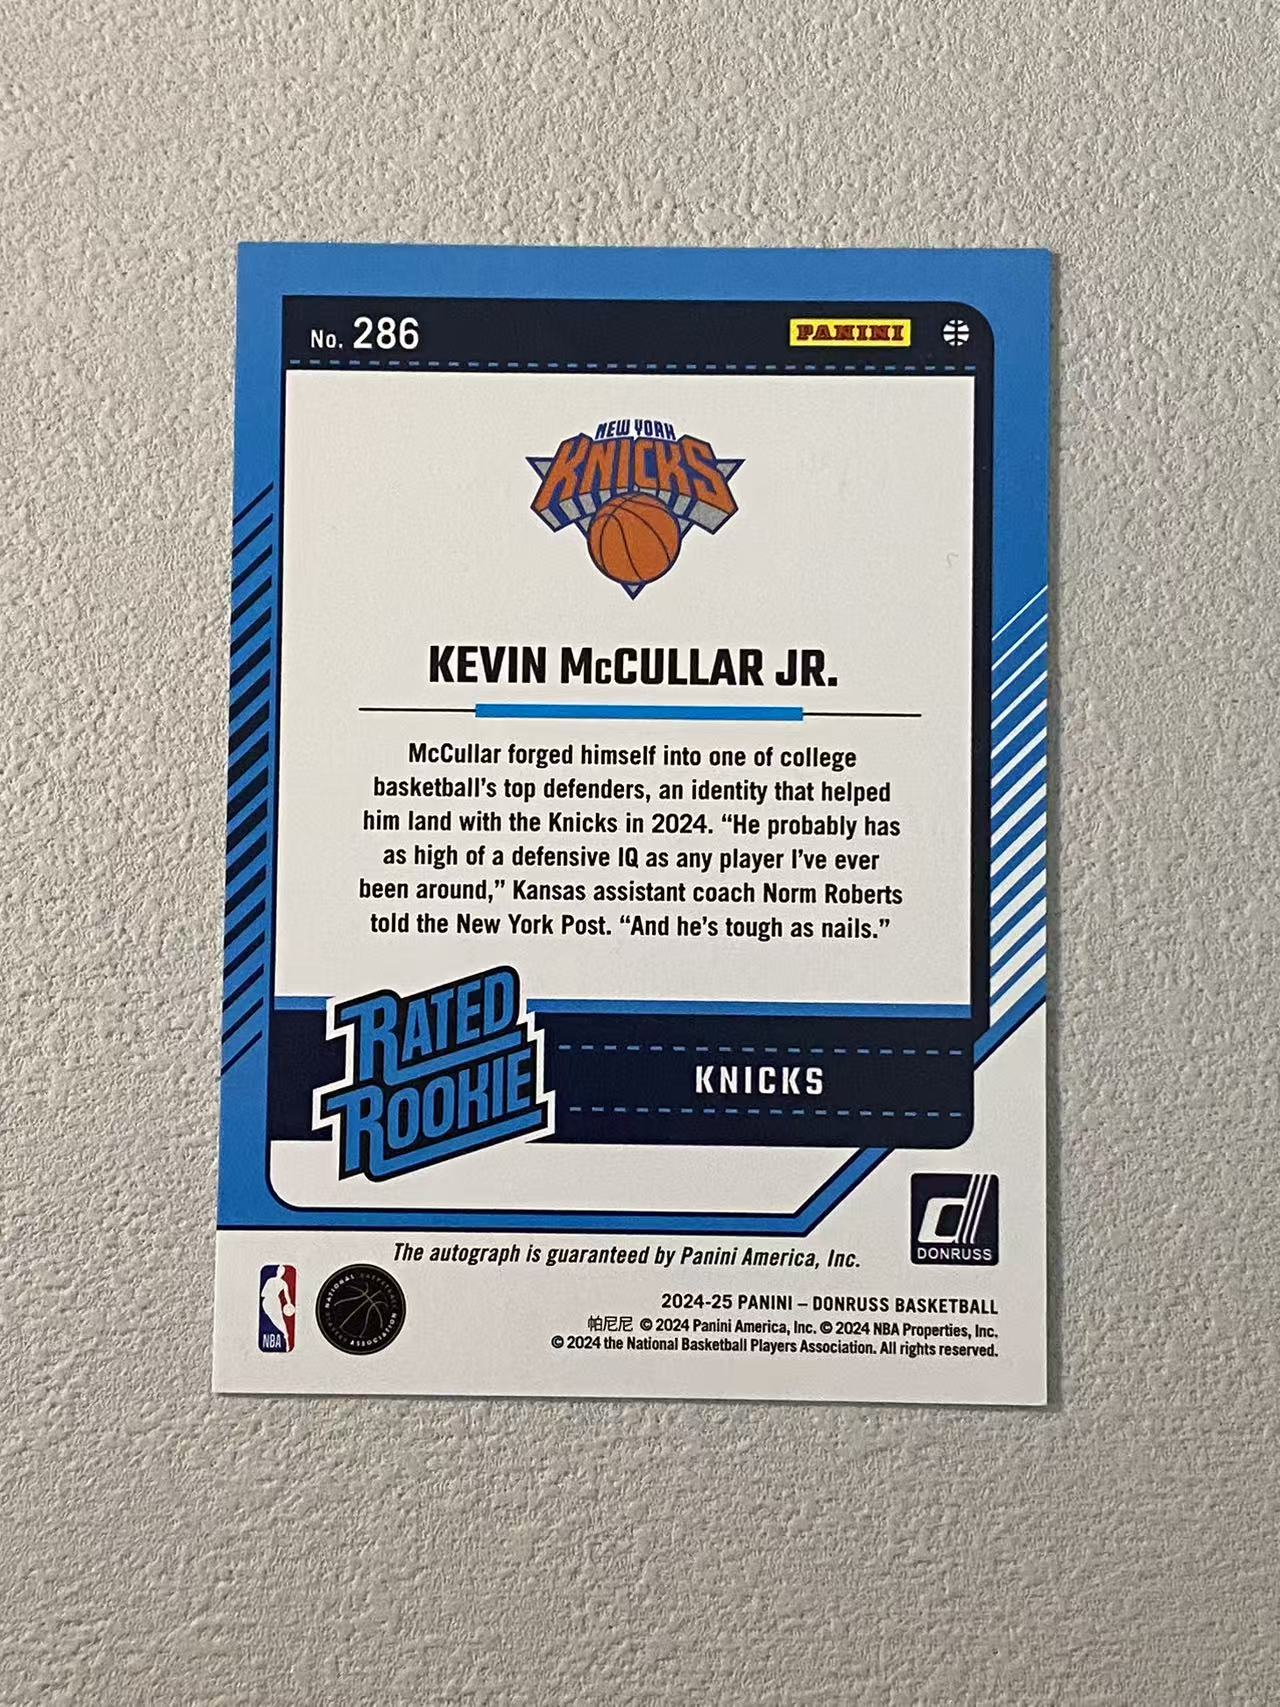 No. 286
PANINI
NEW YORK
KNICKS
KEVIN McCULLAR JR.
McCullar forged himself into one of college
basketball's top defenders, an identity that helped
him land with the Knicks in 2024. “He probably has
as high of a defensive IQ as any player I've ever
been around,” Kansas assistant coach Norm Roberts
told the New York Post. “And he's tough as nails.”
RATED
ROOKIE
KNICKS
DONRUSS
The autograph is guaranteed by Panini America, Inc.
NBA
NATIONAL BASKETBALL
PLAYERS ASSOCIATION
2024-25 PANINI – DONRUSS BASKETBALL
帕尼尼 © 2024 Panini America, Inc. © 2024 NBA Properties, Inc.
© 2024 the National Basketball Players Association. All rights reserved.